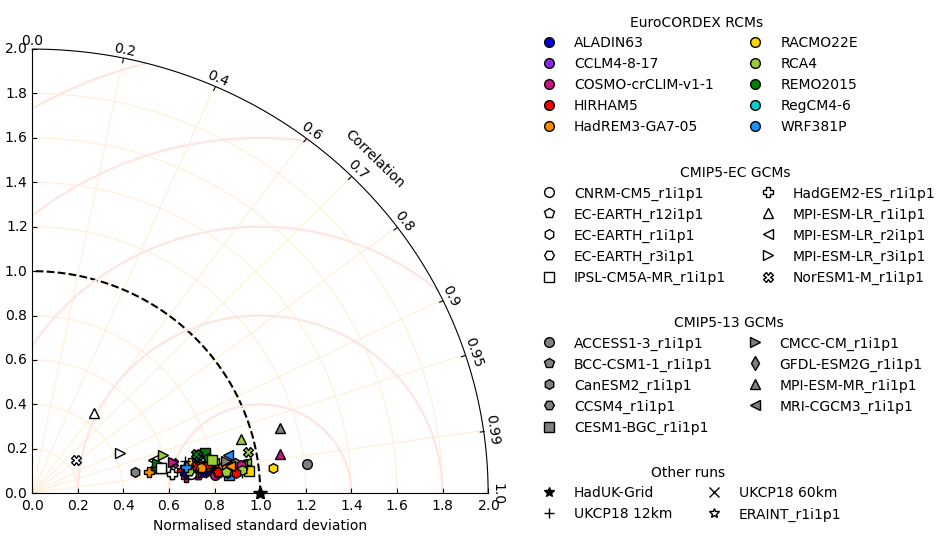 0.0
0.2
0.4
0.6
0.7
0.8
0.9
0.95
0.99
1.0
Correlation
2.0
1.8
1.6
1.4
1.2
1.0
0.8
0.6
0.4
0.2
0.0
0.0 0.2 0.4 0.6 0.8 1.0 1.2 1.4 1.6 1.8 2.0
Normalised standard deviation
EuroCORDEX RCMs
ALADIN63 RACMO22E
CCLM4-8-17 RCA4
COSMO-crCLIM-v1-1 REMO2015
HIRHAM5 RegCM4-6
HadREM3-GA7-05 WRF381P
CMIP5-EC GCMs
CNRM-CM5_r1i1p1 HadGEM2-ES_r1i1p1
EC-EARTH_r12i1p1 MPI-ESM-LR_r1i1p1
EC-EARTH_r1i1p1 MPI-ESM-LR_r2i1p1
EC-EARTH_r3i1p1 MPI-ESM-LR_r3i1p1
IPSL-CM5A-MR_r1i1p1 NorESM1-M_r1i1p1
CMIP5-13 GCMs
ACCESS1-3_r1i1p1 CMCC-CM_r1i1p1
BCC-CSM1-1_r1i1p1 GFDL-ESM2G_r1i1p1
CanESM2_r1i1p1 MPI-ESM-MR_r1i1p1
CCSM4_r1i1p1 MRI-CGCM3_r1i1p1
CESM1-BGC_r1i1p1
Other runs
HadUK-Grid UKCP18 60km
UKCP18 12km ERAINT_r1i1p1